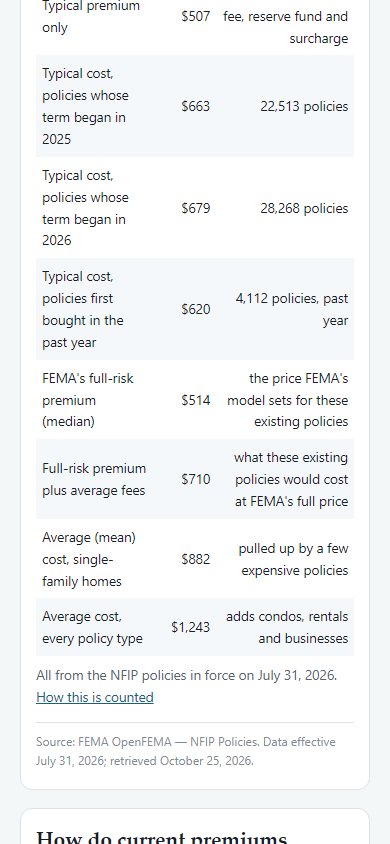 Typical premium
only
$507
fee, reserve fund and
surcharge
Typical cost,
policies whose
term began in
2025
$663
22,513 policies
Typical cost,
policies whose
term began in
2026
$679
28,268 policies
Typical cost,
policies first
bought in the
past year
$620
4,112 policies, past
year
FEMA's full-risk
premium
(median)
$514
the price FEMA's
model sets for these
existing policies
Full-risk premium
plus average fees
$710
what these existing
policies would cost
at FEMA's full price
Average (mean)
cost, single-
family homes
$882
pulled up by a few
expensive policies
Average cost,
every policy type
$1,243
adds condos, rentals
and businesses
All from the NFIP policies in force on July 31, 2026.
How this is counted
Source: FEMA OpenFEMA — NFIP Policies. Data effective
July 31, 2026; retrieved October 25, 2026.
How do current premiums